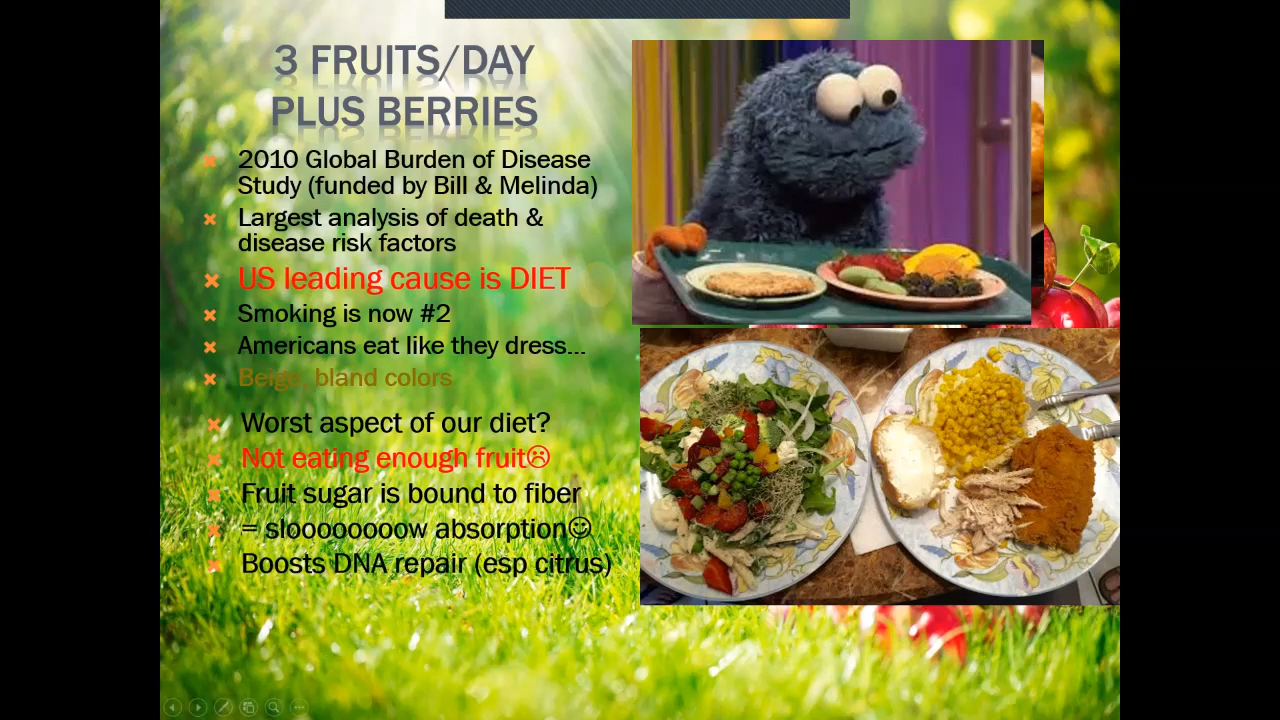 3 FRUITS/DAY
PLUS BERRIES
2010 Global Burden of Disease
Study (funded by Bill & Melinda)
Largest analysis of death &
disease risk factors
US leading cause is DIET
Smoking is now #2
Americans eat like they dress...
Beige, bland colors
Worst aspect of our diet?
Not eating enough fruit☹
Fruit sugar is bound to fiber
= sloooooooow absorption☺
Boosts DNA repair (esp citrus)